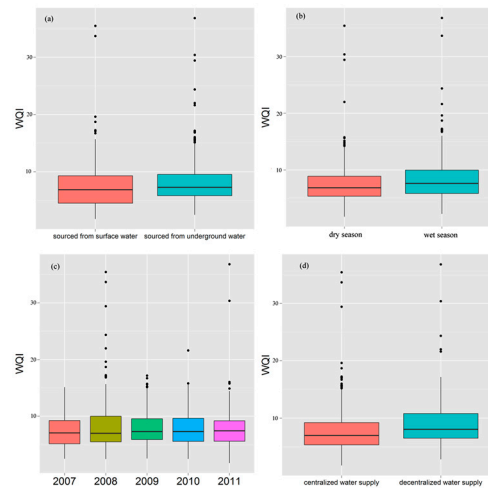 (a)
WQI
30
20
10
sourced from surface water sourced from underground water
(b)
WQI
30
20
10
dry season wet season
(c)
WQI
30
20
10
2007 2008 2009 2010 2011
(d)
WQI
30
20
10
centralized water supply decentralized water supply